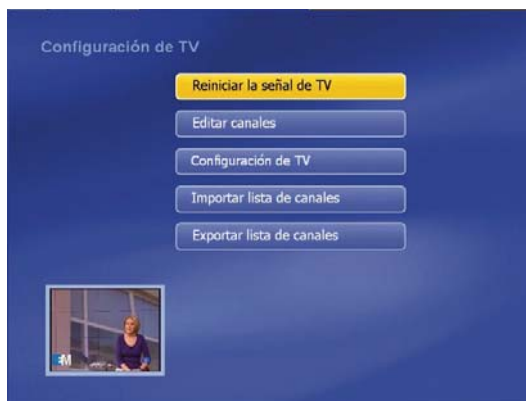 Configuración de TV
Reiniciar la señal de TV
Editar canales
Configuración de TV
Importar lista de canales
Exportar lista de canales